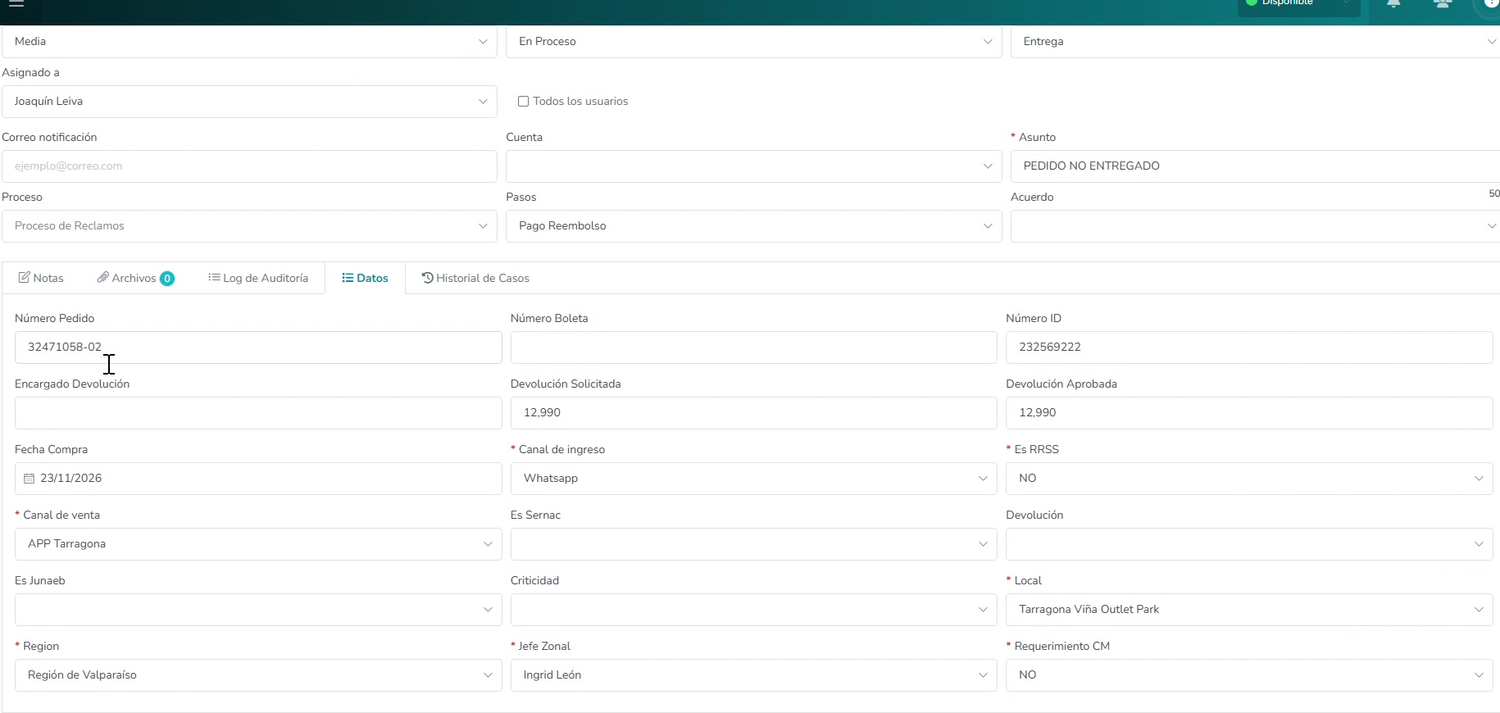 Disponible
Media
En Proceso
Entrega
Asignado a
Joaquín Leiva
Todos los usuarios
Correo notificación
Cuenta
* Asunto
ejemplo@correo.com
PEDIDO NO ENTREGADO
Proceso
Pasos
Acuerdo
50
Proceso de Reclamos
Pago Reembolso
Notas
Archivos 0
Log de Auditoría
Datos
Historial de Casos
Número Pedido
Número Boleta
Número ID
32471058-02
232569222
Encargado Devolución
Devolución Solicitada
Devolución Aprobada
12,990
12,990
Fecha Compra
* Canal de ingreso
* Es RRSS
23/11/2026
Whatsapp
NO
* Canal de venta
Es Sernac
Devolución
APP Tarragona
Es Junaeb
Criticidad
* Local
Tarragona Viña Outlet Park
* Region
* Jefe Zonal
* Requerimiento CM
Región de Valparaíso
Ingrid León
NO